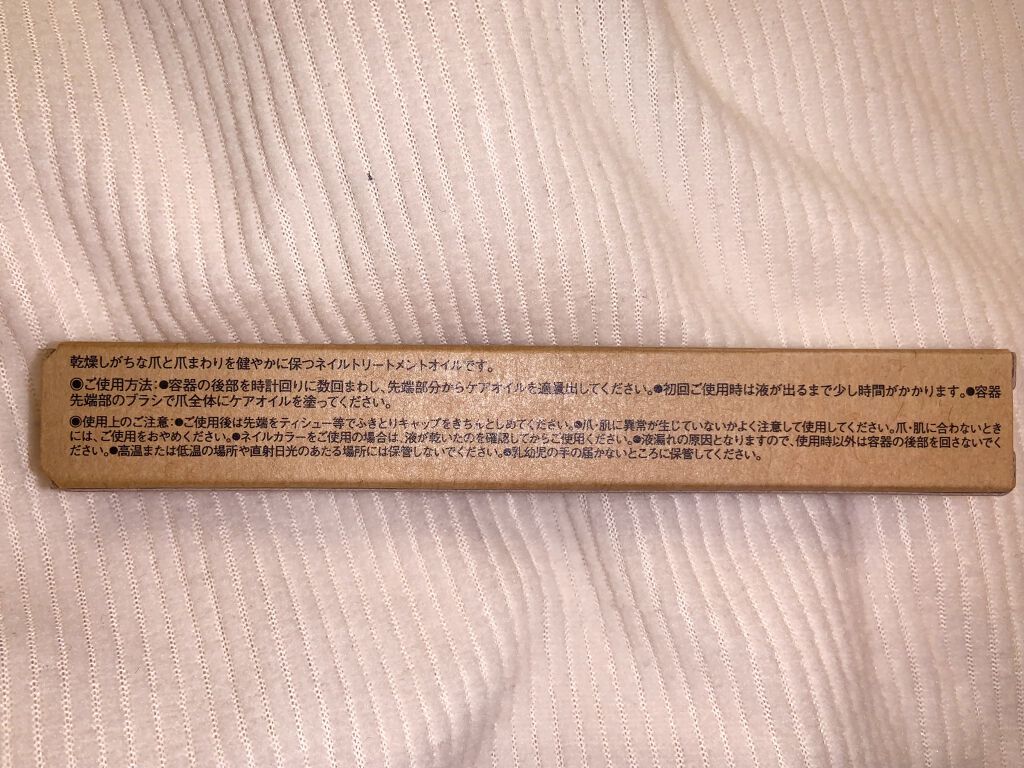 乾燥しがちな爪と爪まわりを健やかに保つネイルトリートメントオイルです。
◉ご使用方法:●容器の後部を時計回りに数回まわし、先端部分からケアオイルを適量出してください。●初回ご使用時は液が出るまで少し時間がかかります。●容器
先端部のブラシで爪全体にケアオイルを塗ってください。
◉使用上のご注意:●ご使用後は先端をティシュー等でふきとりキャップをきちんとしめてください。●爪・肌に異常が生じていないかよく注意して使用してください。爪・肌に合わないとき
には、ご使用をおやめください。●ネイルカラーをご使用の場合は、液が乾いたのを確認してからご使用ください。●液漏れの原因となりますので、使用時以外は容器の後部を回さないでく
ださい。●高温または低温の場所や直射日光のあたる場所には保管しないでください。●乳幼児の手の届かないところに保管してください。